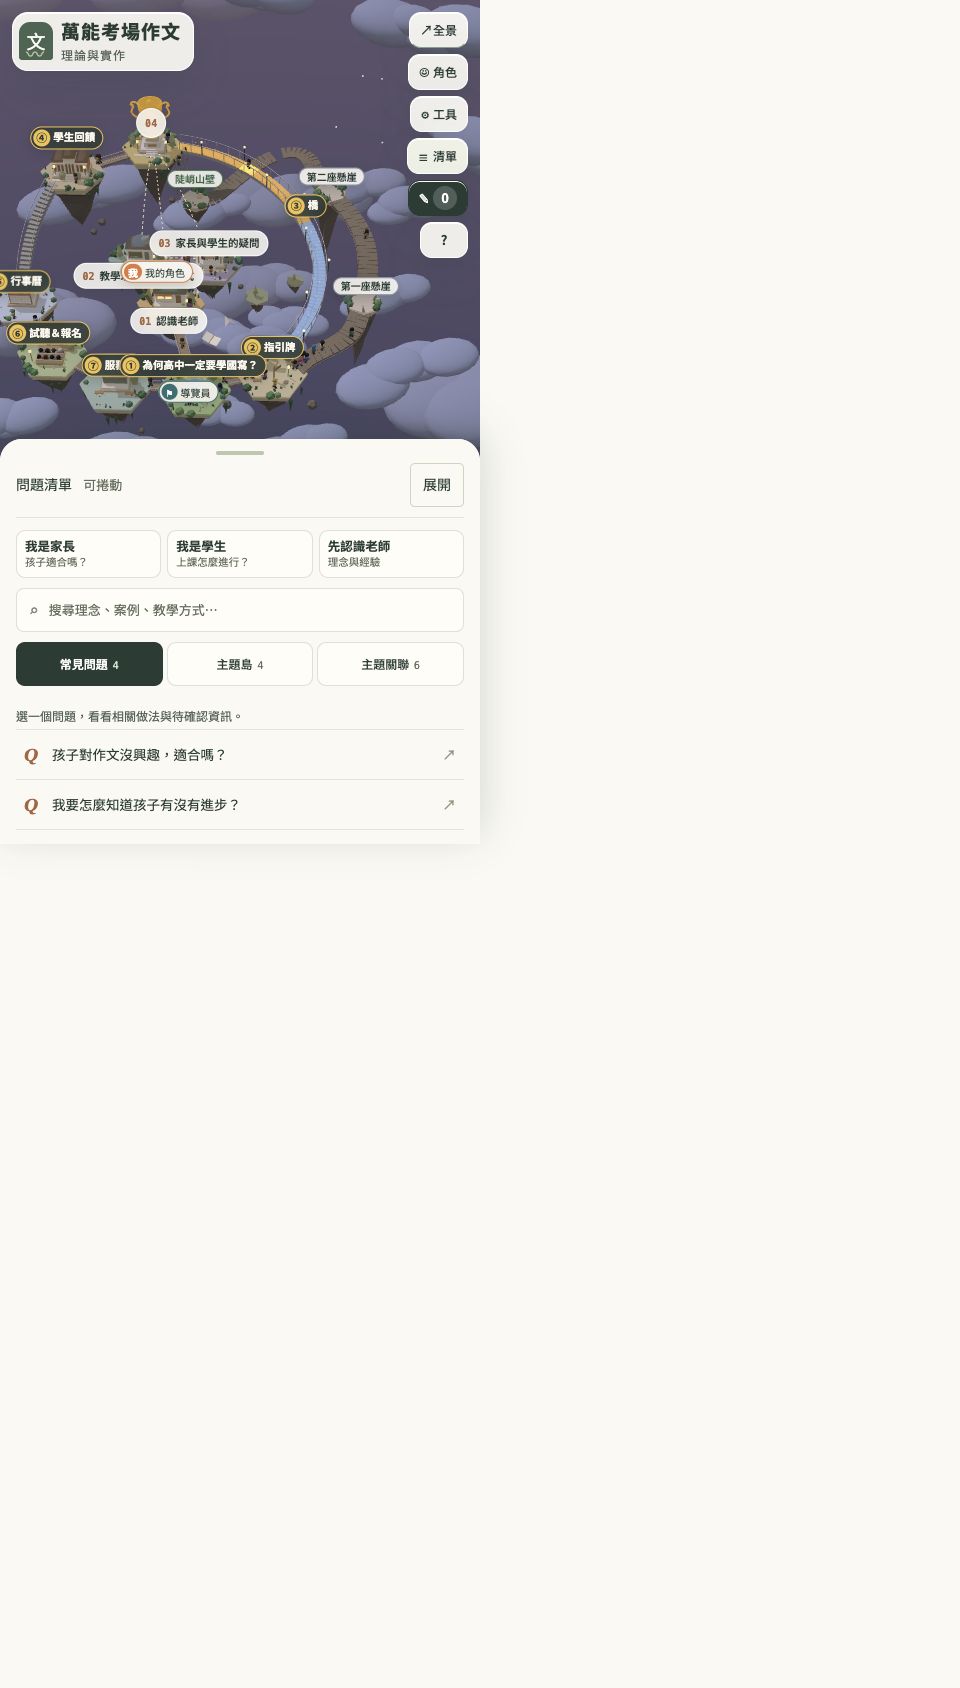 文
萬能考場作文
理論與實作
↗全景
☺ 角色
⚙ 工具
≡ 清單
✎ 0
?
04
④ 學生回饋
陡峭山壁
第二座懸崖
③ 橋
03 家長與學生的疑問
02 教學
我 我的角色
行事曆
第一座懸崖
01 認識老師
⑥ 試聽&報名
② 指引牌
⑦ 服
① 為何高中一定要學國寫?
導覽員
問題清單 可捲動
展開
我是家長
孩子適合嗎?
我是學生
上課怎麼進行?
先認識老師
理念與經驗
搜尋理念、案例、教學方式…
常見問題 4
主題島 4
主題關聯 6
選一個問題,看看相關做法與待確認資訊。
Q 孩子對作文沒興趣,適合嗎? ↗
Q 我要怎麼知道孩子有沒有進步? ↗